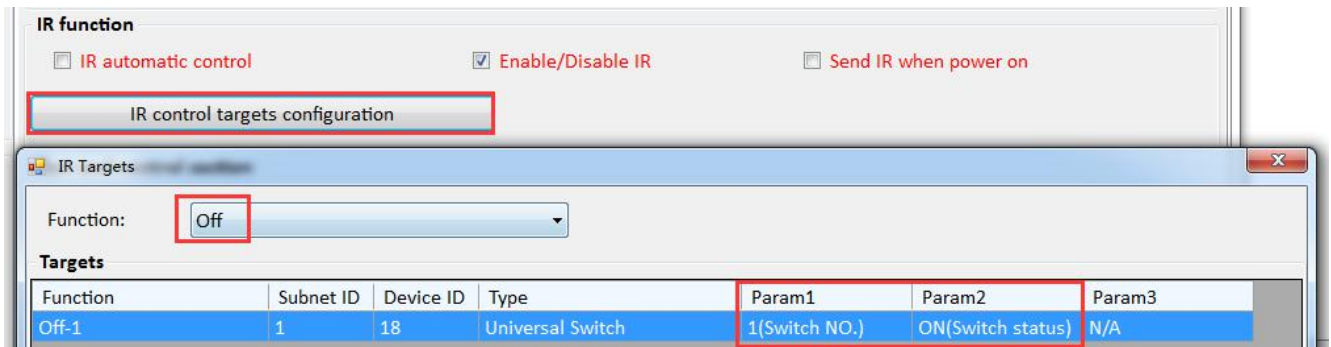 IR function
IR automatic control Enable/Disable IR Send IR when power on
IR control targets configuration
IR Targets
Function: Off
Targets
Function Subnet ID Device ID Type Param1 Param2 Param3
Off-1 1 18 Universal Switch 1(Switch NO.) ON(Switch status) N/A